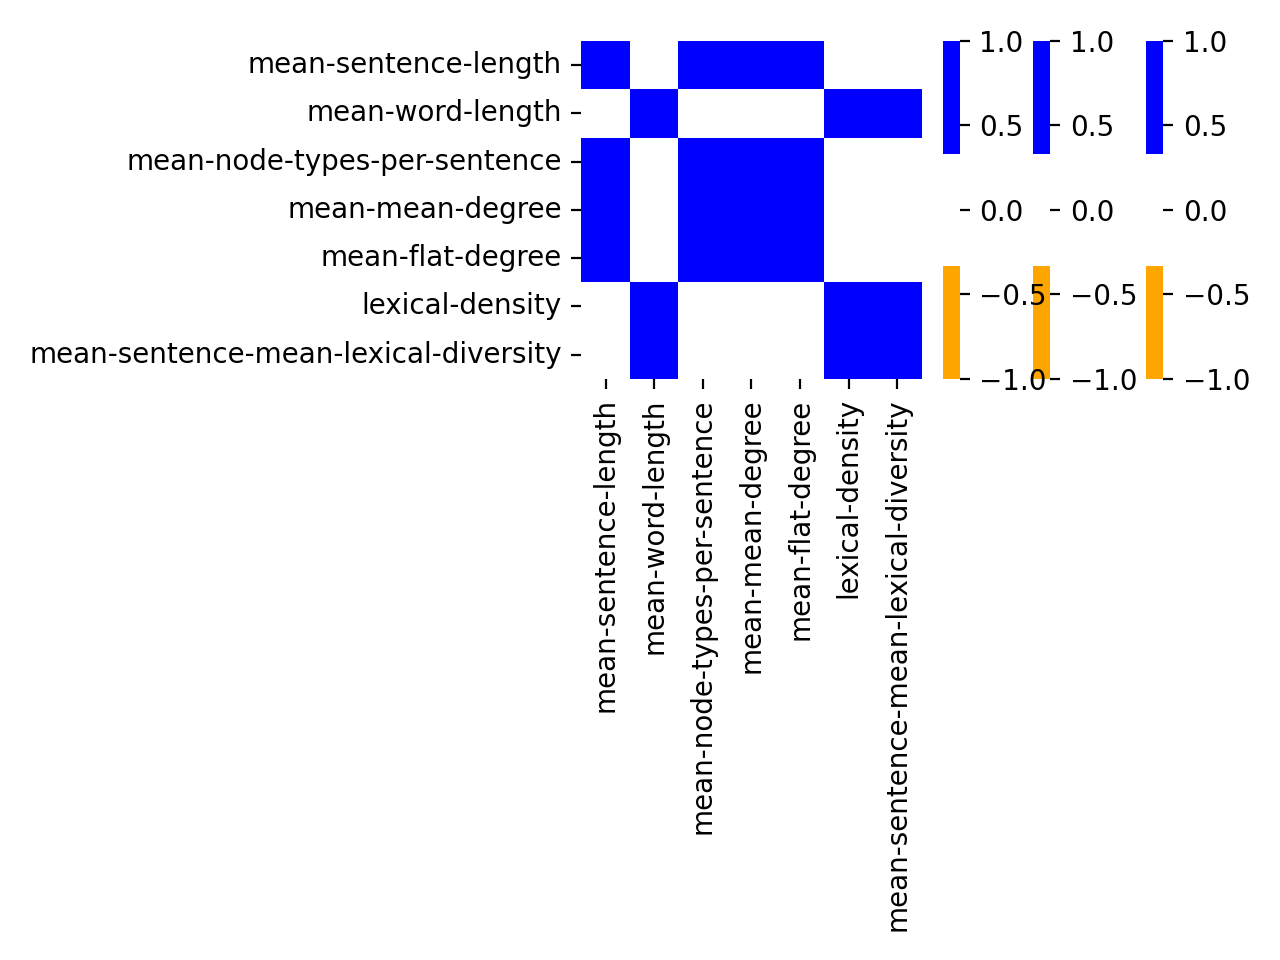 mean-sentence-length
mean-word-length
mean-node-types-per-sentence
mean-mean-degree
mean-flat-degree
lexical-density
mean-sentence-mean-lexical-diversity
mean-sentence-length
mean-word-length
mean-node-types-per-sentence
mean-mean-degree
mean-flat-degree
lexical-density
mean-sentence-mean-lexical-diversity
1.0
0.5
0.0
−0.5
−1.0
1.0
0.5
0.0
−0.5
−1.0
1.0
0.5
0.0
−0.5
−1.0